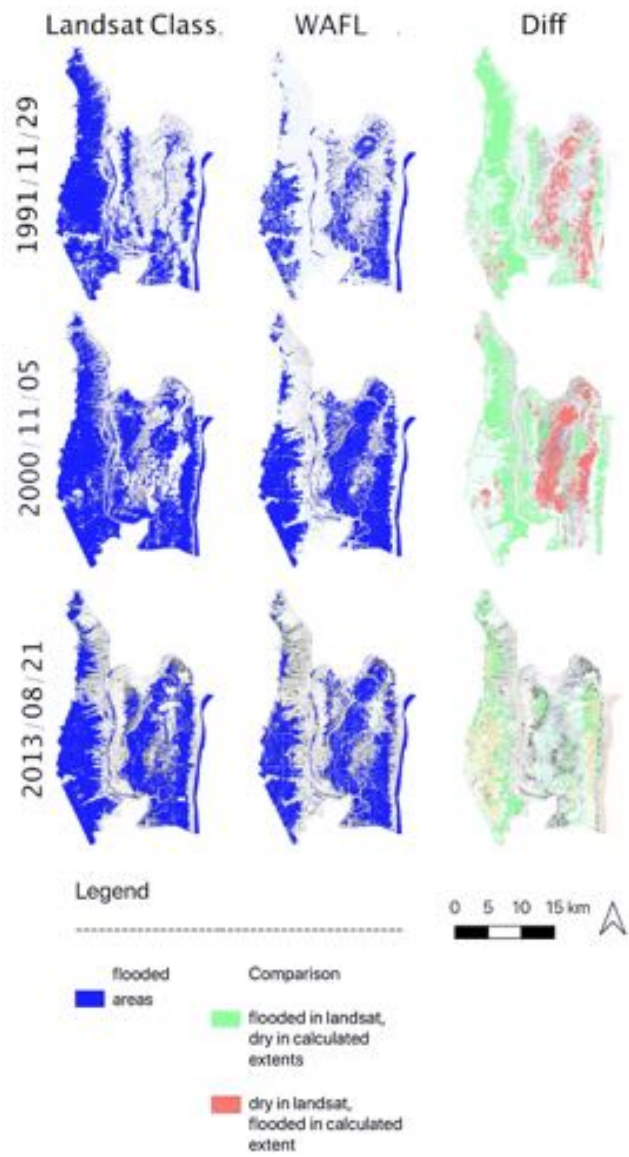 Landsat Class. WAFL . Diff
1991/11/29
2000/11/05
2013/08/21
Legend
0 5 10 15 km
flooded
areas
Comparison
flooded in landsat,
dry in calculated
extents
dry in landsat,
flooded in calculated
extent